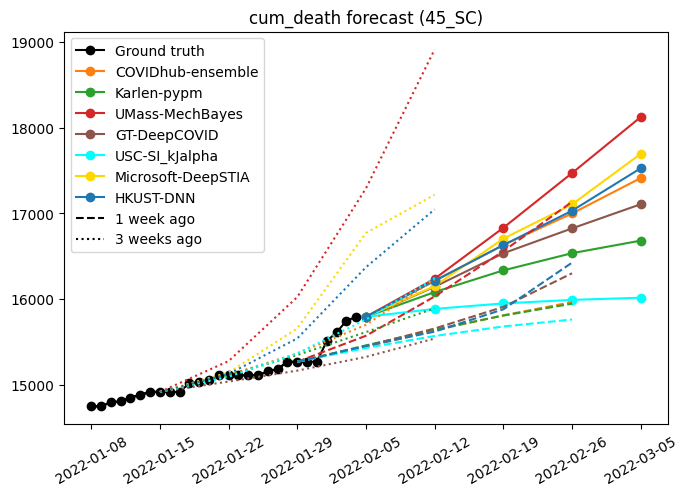 cum_death forecast (45_SC)
19000
18000
17000
16000
15000
Ground truth
COVIDhub-ensemble
Karlen-pypm
UMass-MechBayes
GT-DeepCOVID
USC-SI_kJalpha
Microsoft-DeepSTIA
HKUST-DNN
1 week ago
3 weeks ago
2022-01-08
2022-01-15
2022-01-22
2022-01-29
2022-02-05
2022-02-12
2022-02-19
2022-02-26
2022-03-05